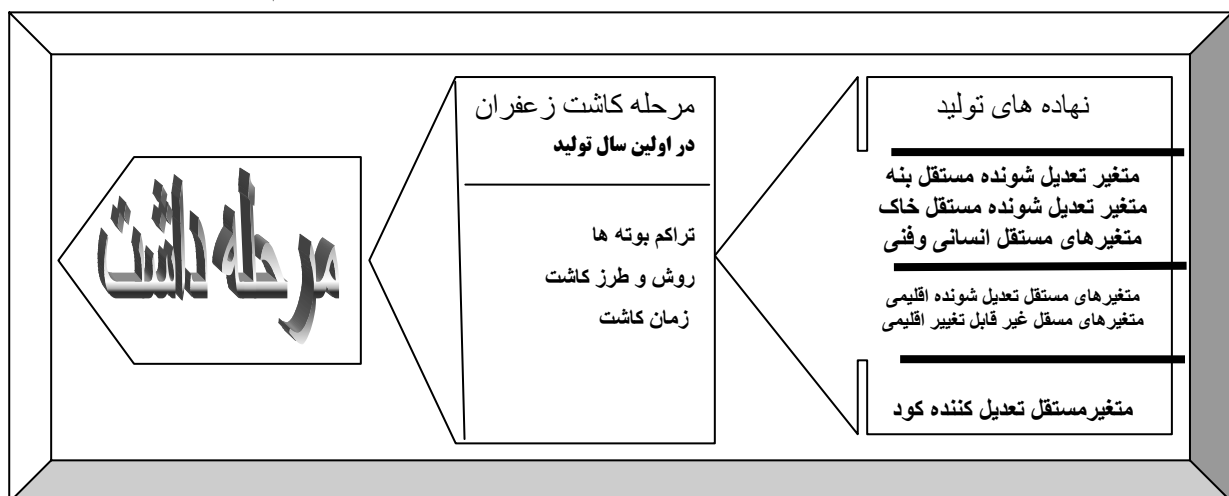 نهاده های تولید
متغیر تعدیل شونده مستقل بنه
متغیر تعدیل شونده مستقل خاک
متغیرهای مستقل انسانی وفنی
متغیرهای مستقل تعدیل شونده اقلیمی
متغیرهای مسقل غیر قابل تغییر اقلیمی
متغیرمستقل تعدیل کننده کود
مرحله کاشت زعفران
در اولین سال تولید
تراکم بوته ها
روش و طرز کاشت
زمان کاشت
مرحله داشت